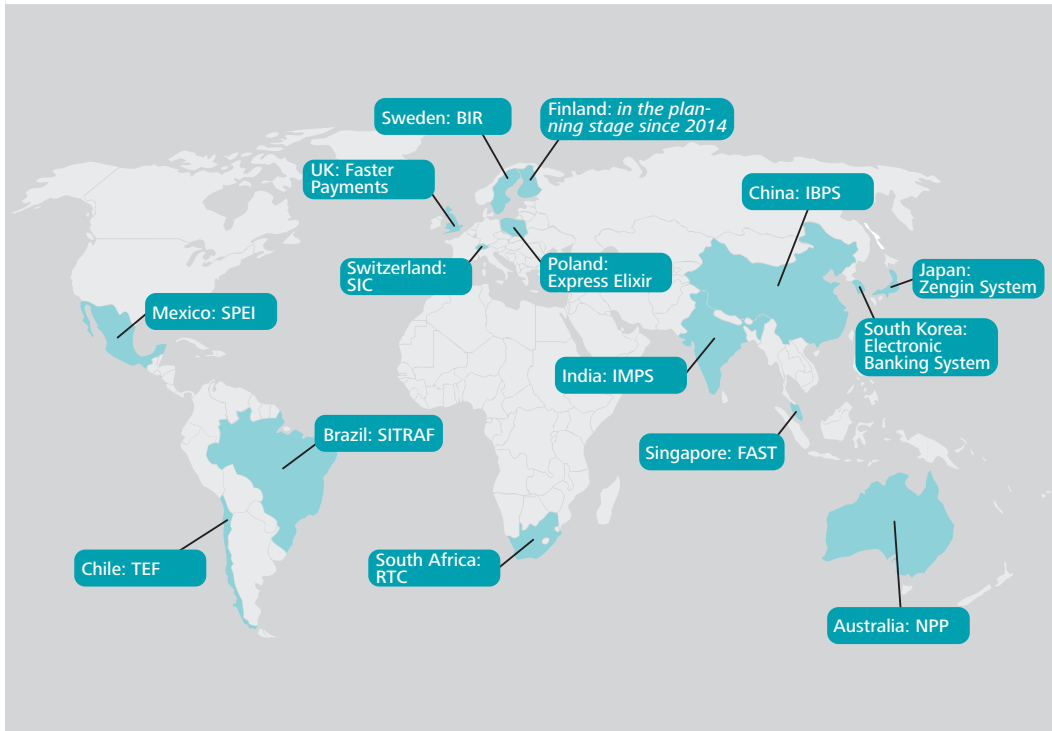 Sweden: BIR
Finland: in the plan-
ning stage since 2014
UK: Faster
Payments
China: IBPS
Switzerland:
SIC
Poland:
Express Elixir
Japan:
Zengin System
Mexico: SPEI
South Korea:
Electronic
Banking System
India: IMPS
Brazil: SITRAF
Singapore: FAST
Chile: TEF
South Africa:
RTC
Australia: NPP